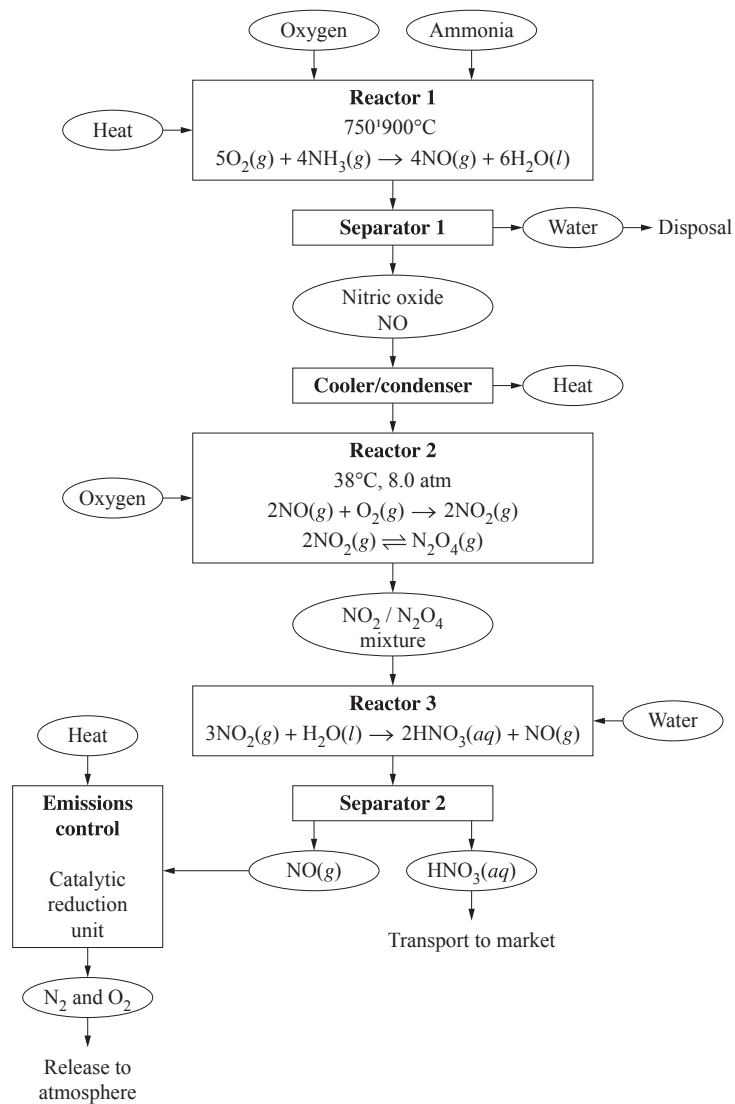 Oxygen
Ammonia
Reactor 1
750¹900°C
Heat
5O₂(g) + 4NH₃(g) → 4NO(g) + 6H₂O(l)
Separator 1
Water
Disposal
Nitric oxide
NO
Cooler/condenser
Heat
Reactor 2
38°C, 8.0 atm
Oxygen
2NO(g) + O₂(g) → 2NO₂(g)
2NO₂(g) ⇌ N₂O₄(g)
NO₂ / N₂O₄
mixture
Reactor 3
3NO₂(g) + H₂O(l) → 2HNO₃(aq) + NO(g)
Water
Heat
Separator 2
Emissions
control
Catalytic
reduction
unit
NO(g)
HNO₃(aq)
Transport to market
N₂ and O₂
Release to
atmosphere